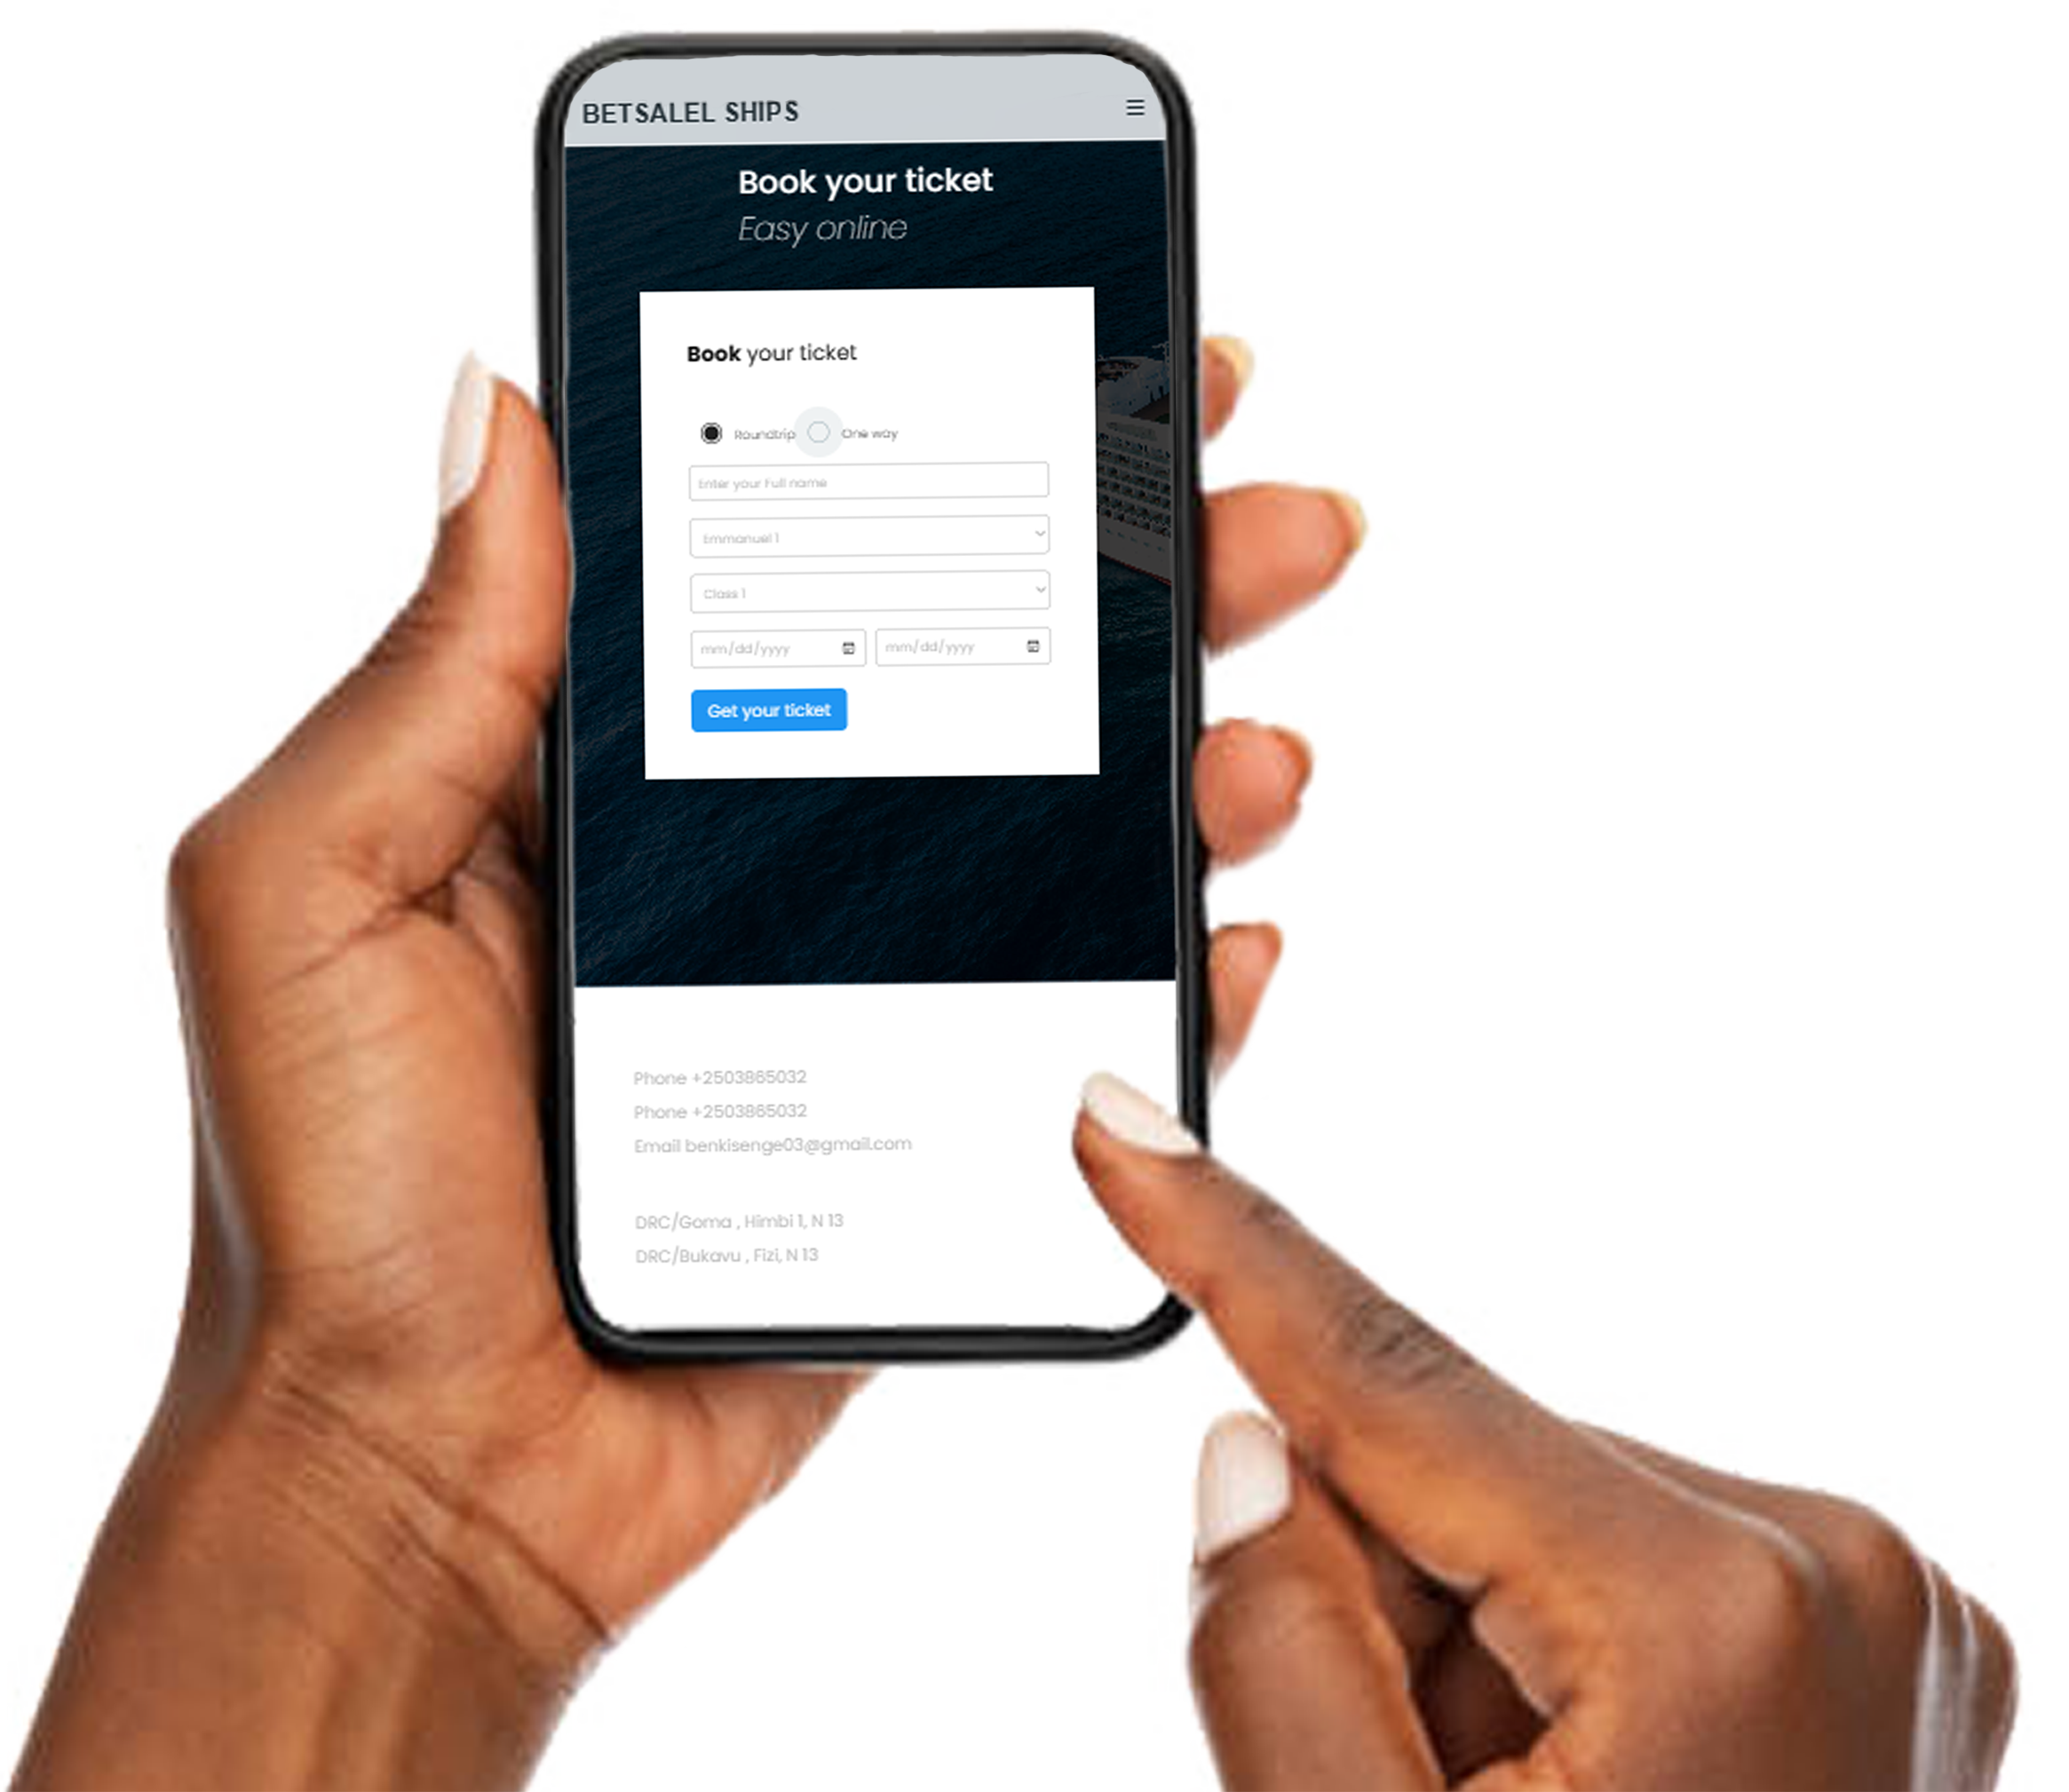 BETSALEL SHIPS
Book your ticket
Easy online
Book your ticket
Roundtrip One way
Enter your Full name
Emmanuel 1
Class 1
mm/dd/yyyy mm/dd/yyyy
Get your ticket
Phone +2503865032
Phone +2503865032
Email benkisenge03@gmail.com
DRC/Goma , Himbi 1, N 13
DRC/Bukavu , Fizi, N 13